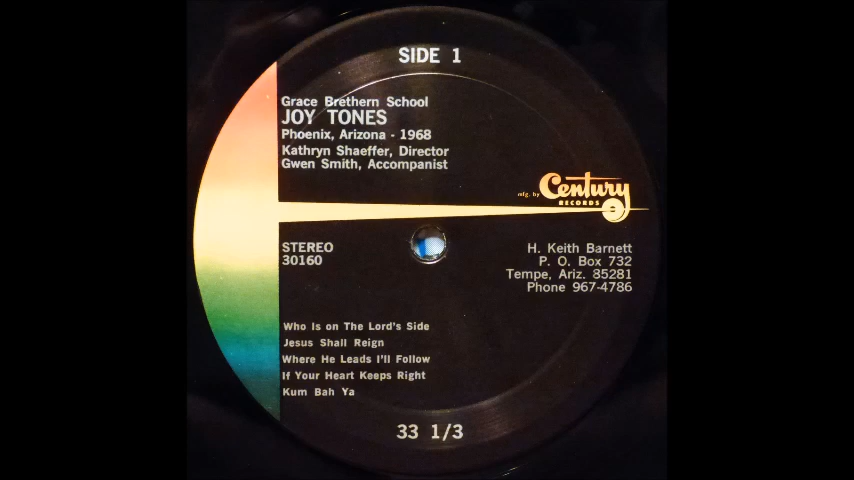 SIDE 1
Grace Brethern School
JOY TONES
Phoenix, Arizona - 1968
Kathryn Shaeffer, Director
Gwen Smith, Accompanist
mfg. by Century
RECORDS
STEREO
30160
H. Keith Barnett
P. O. Box 732
Tempe, Ariz. 85281
Phone 967-4786
Who Is on The Lord's Side
Jesus Shall Reign
Where He Leads I'll Follow
If Your Heart Keeps Right
Kum Bah Ya
33 1/3